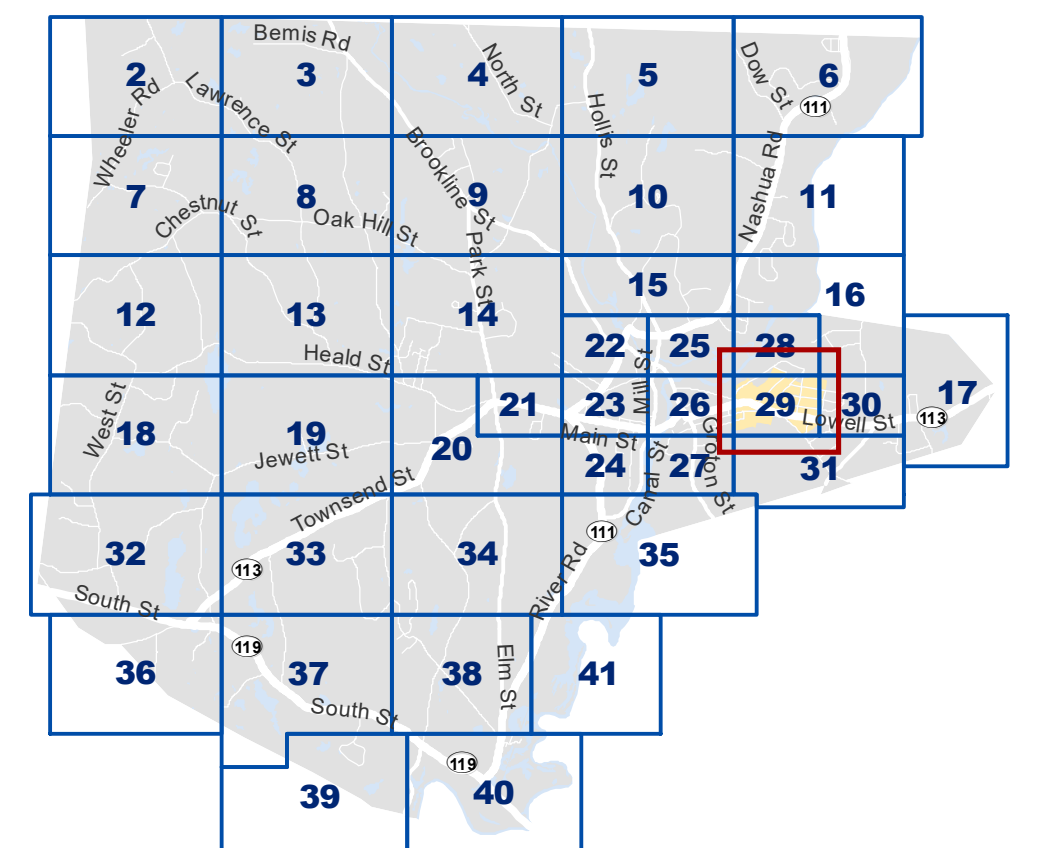 Bemis Rd
2
3
4
5
6
North St
Dow St
111
Wheeler Rd
Lawrence St
Hollis St
Nashua Rd
7
8
9
10
11
Chestnut St
Oak Hill St
Brookline St
Park St
12
13
14
15
16
Heald St
22
25
28
17
West St
18
19
20
21
23
Mill St
26
29
30
Lowell St
113
Jewett St
Main St
24
27
Groton St
31
Canal St
Townsend St
32
33
34
111
35
113
River Rd
South St
119
36
37
38
41
Elm St
South St
119
39
40